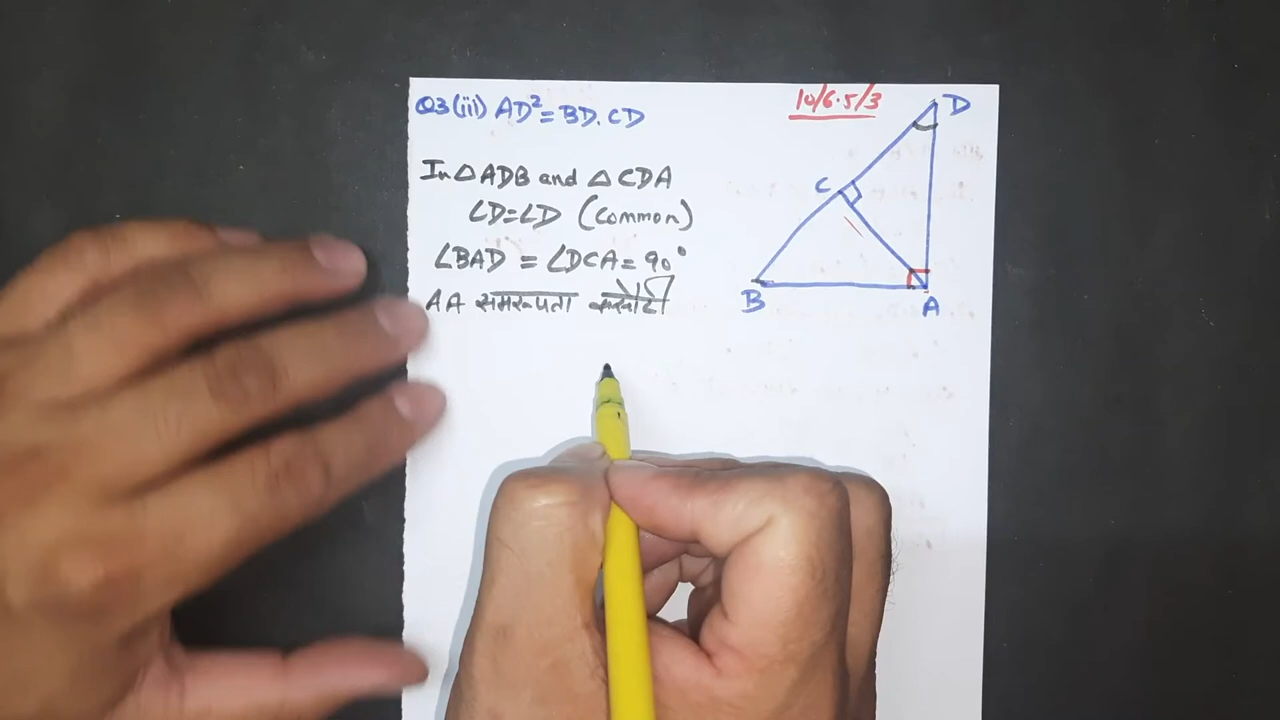 Q3(iii) AD²=BD.CD
10/6.5/3
In △ADB and △CDA
∠D=∠D (Common)
∠BAD = ∠DCA = 90°
AA समरूपता कसौटी
D
C
B
A